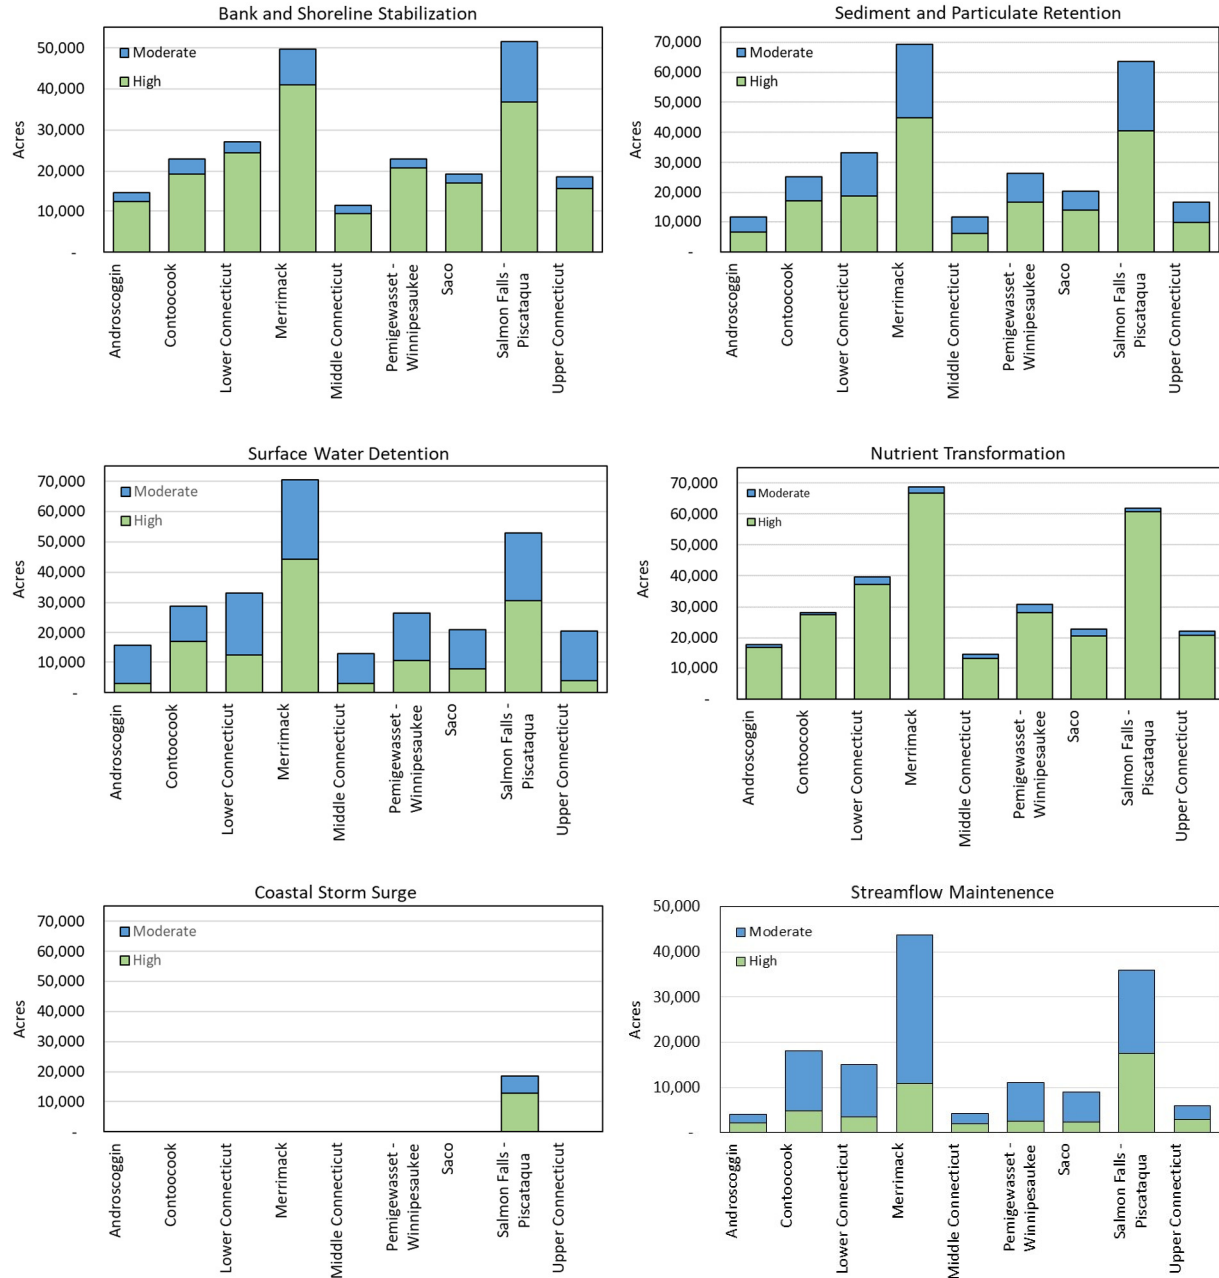 Bank and Shoreline Stabilization
50,000
40,000
30,000
20,000
10,000
-
Acres
Moderate
High
Androscoggin
Contoocook
Lower Connecticut
Merrimack
Middle Connecticut
Pemigewasset -
Winnipesaukee
Saco
Salmon Falls -
Piscataqua
Upper Connecticut
Sediment and Particulate Retention
70,000
60,000
50,000
40,000
30,000
20,000
10,000
-
Acres
Moderate
High
Androscoggin
Contoocook
Lower Connecticut
Merrimack
Middle Connecticut
Pemigewasset -
Winnipesaukee
Saco
Salmon Falls -
Piscataqua
Upper Connecticut
Surface Water Detention
70,000
60,000
50,000
40,000
30,000
20,000
10,000
-
Acres
Moderate
High
Androscoggin
Contoocook
Lower Connecticut
Merrimack
Middle Connecticut
Pemigewasset -
Winnipesaukee
Saco
Salmon Falls -
Piscataqua
Upper Connecticut
Nutrient Transformation
70,000
60,000
50,000
40,000
30,000
20,000
10,000
-
Acres
Moderate
High
Androscoggin
Contoocook
Lower Connecticut
Merrimack
Middle Connecticut
Pemigewasset -
Winnipesaukee
Saco
Salmon Falls -
Piscataqua
Upper Connecticut
Coastal Storm Surge
70,000
60,000
50,000
40,000
30,000
20,000
10,000
-
Acres
Moderate
High
Androscoggin
Contoocook
Lower Connecticut
Merrimack
Middle Connecticut
Pemigewasset -
Winnipesaukee
Saco
Salmon Falls -
Piscataqua
Upper Connecticut
Streamflow Maintenence
50,000
40,000
30,000
20,000
10,000
-
Acres
Moderate
High
Androscoggin
Contoocook
Lower Connecticut
Merrimack
Middle Connecticut
Pemigewasset -
Winnipesaukee
Saco
Salmon Falls -
Piscataqua
Upper Connecticut